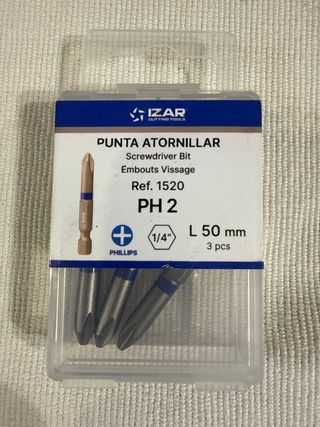 IZAR
CUTTING TOOLS
PUNTA ATORNILLAR
Screwdriver Bit
Embouts Vissage
Ref. 1520
PH 2
IZAR
PHILLIPS
1/4"
L 50 mm
3 pcs